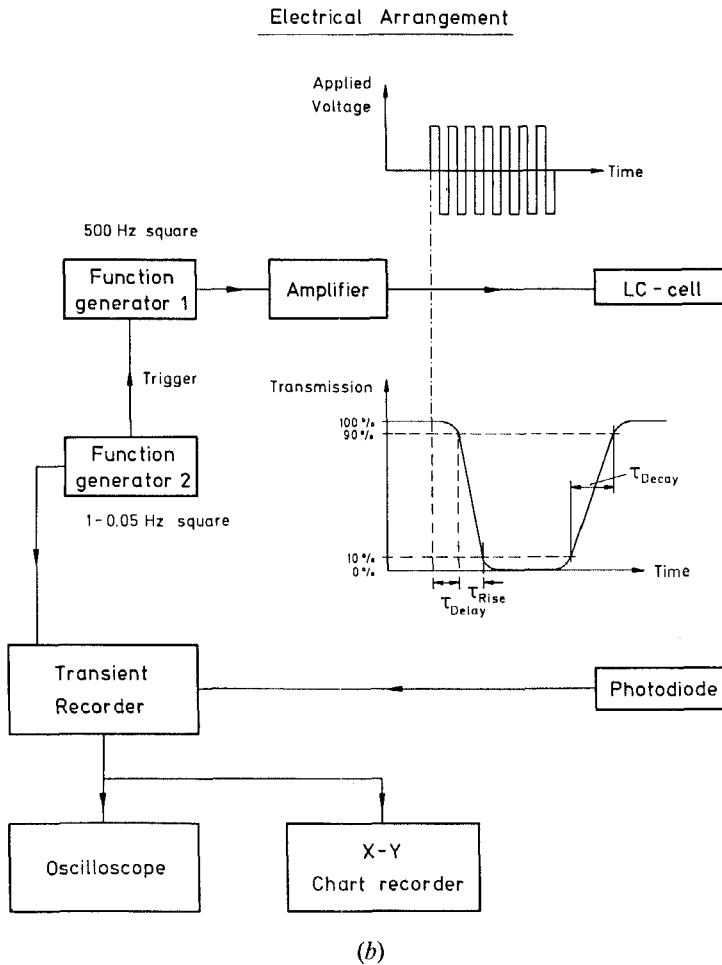 Electrical Arrangement
Applied
Voltage
Time
500 Hz square
Function
generator 1
Amplifier
LC-cell
Trigger
Transmission
100%
90%
Function
generator 2
τDecay
1-0.05 Hz square
10%
0%
Time
τRise
τDelay
Transient
Recorder
Photodiode
Oscilloscope
X-Y
Chart recorder
(b)